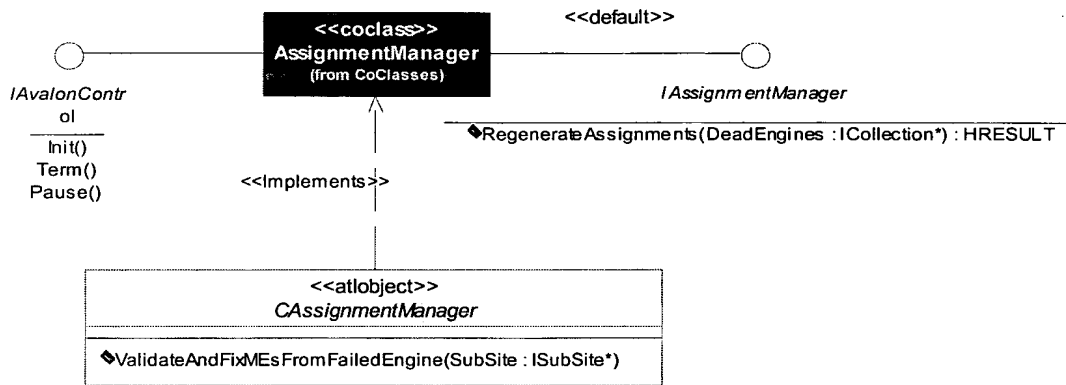 <<coclass>>
AssignmentManager
(from CoClasses)
<<default>>
IAvalonContr
ol
Init()
Term()
Pause()
IAssignmentManager
RegenerateAssignments(DeadEngines : ICollection*) : HRESULT
<<Implements>>
<<atlobject>>
CAssignmentManager
ValidateAndFixMEsFromFailedEngine(SubSite : ISubSite*)